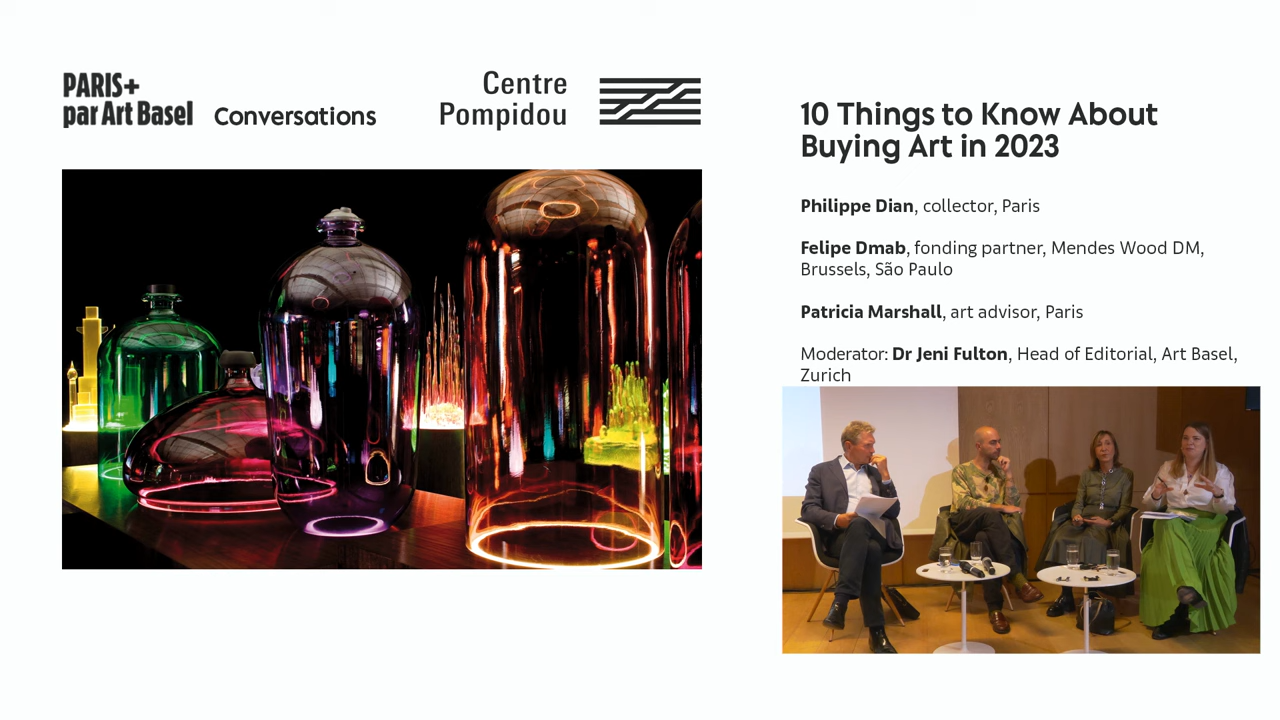 PARIS+
par Art Basel
Conversations
Centre
Pompidou
10 Things to Know About
Buying Art in 2023
Philippe Dian, collector, Paris
Felipe Dmab, fonding partner, Mendes Wood DM,
Brussels, São Paulo
Patricia Marshall, art advisor, Paris
Moderator: Dr Jeni Fulton, Head of Editorial, Art Basel,
Zurich